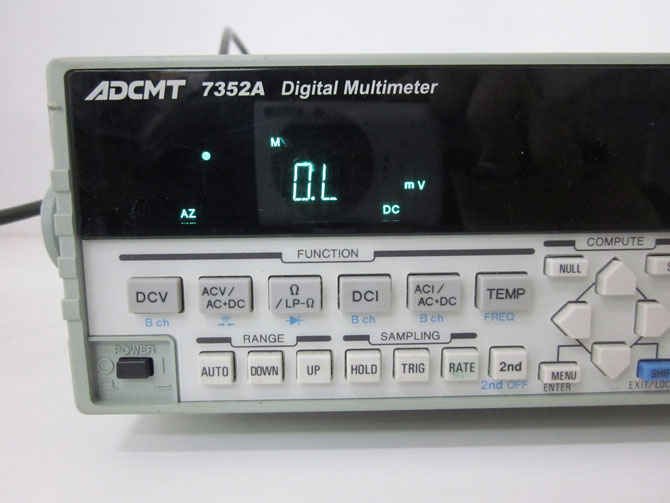 ADCMT 7352A Digital Multimeter
M
0.L
mV
AZ
DC
FUNCTION
COMPUTE
NULL
DCV
ACV/
AC+DC
Ω
/LP-Ω
DCI
ACI/
AC+DC
TEMP
B ch
B ch
B ch
FREQ
POWER
RANGE
SAMPLING
AUTO
DOWN
UP
HOLD
TRIG
RATE
2nd
2nd OFF
MENU
ENTER